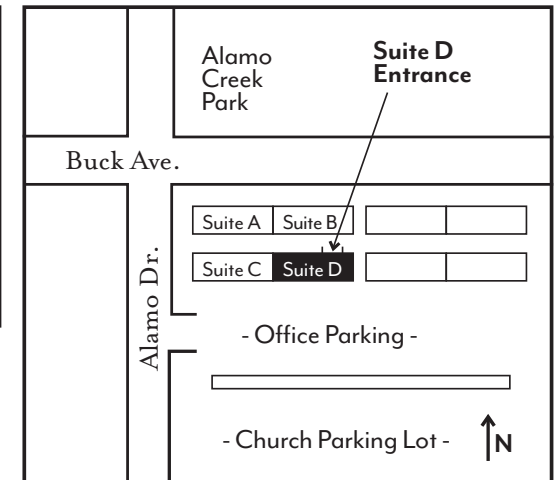 Alamo
Creek
Park
Suite D
Entrance
Buck Ave.
Suite A
Suite B
Suite C
Suite D
Alamo Dr.
- Office Parking -
- Church Parking Lot -
N